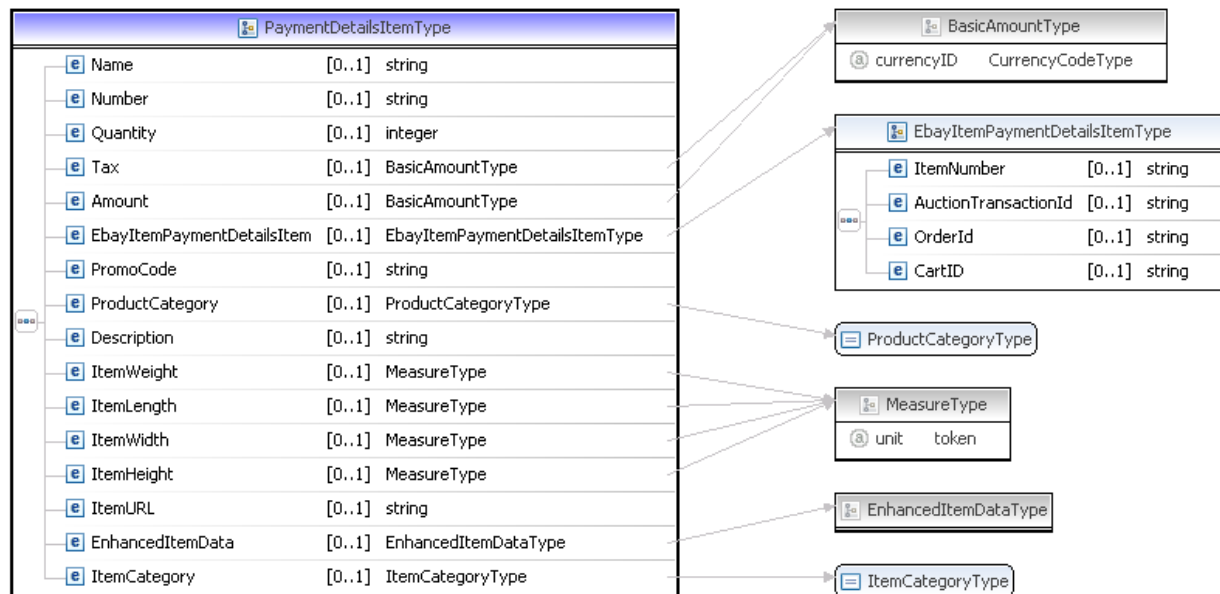 PaymentDetailsItemType
e Name [0..1] string
e Number [0..1] string
e Quantity [0..1] integer
e Tax [0..1] BasicAmountType
e Amount [0..1] BasicAmountType
e EbayItemPaymentDetailsItem [0..1] EbayItemPaymentDetailsItemType
e PromoCode [0..1] string
e ProductCategory [0..1] ProductCategoryType
e Description [0..1] string
e ItemWeight [0..1] MeasureType
e ItemLength [0..1] MeasureType
e ItemWidth [0..1] MeasureType
e ItemHeight [0..1] MeasureType
e ItemURL [0..1] string
e EnhancedItemData [0..1] EnhancedItemDataType
e ItemCategory [0..1] ItemCategoryType
BasicAmountType
a currencyID CurrencyCodeType
EbayItemPaymentDetailsItemType
e ItemNumber [0..1] string
e AuctionTransactionId [0..1] string
e OrderId [0..1] string
e CartID [0..1] string
ProductCategoryType
MeasureType
a unit token
EnhancedItemDataType
ItemCategoryType